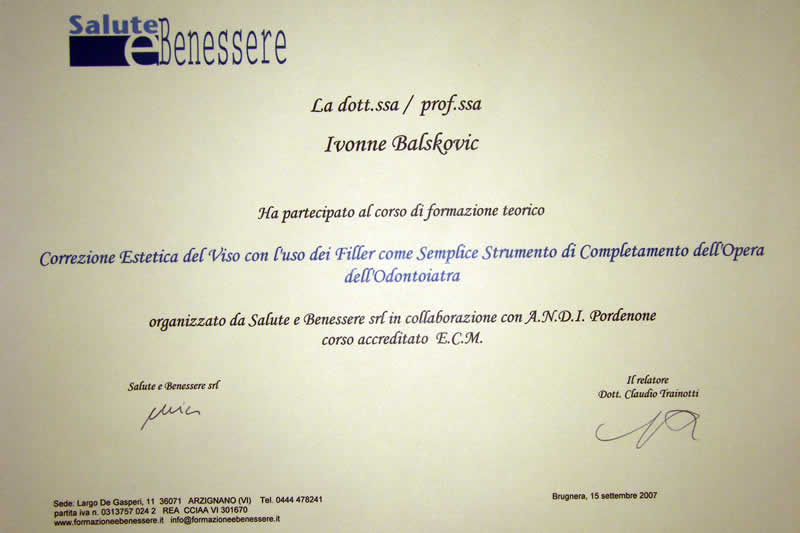 Salute
e Benessere
La dott.ssa / prof.ssa
Ivonne Balskovic
Ha partecipato al corso di formazione teorico
Correzione Estetica del Viso con l'uso dei Filler come Semplice Strumento di Completamento dell'Opera
dell'Odontoiatra
organizzato da Salute e Benessere srl in collaborazione con A.N.D.I. Pordenone
corso accreditato E.C.M.
Salute e Benessere srl
Il relatore
Dott. Claudio Trainotti
Sede: Largo De Gasperi, 11 36071 ARZIGNANO (VI) Tel. 0444 478241
partita iva n. 0313757 024 2 REA CCIAA VI 301670
www.formazioneebenessere.it info@formazioneebenessere.it
Brugnera, 15 settembre 2007